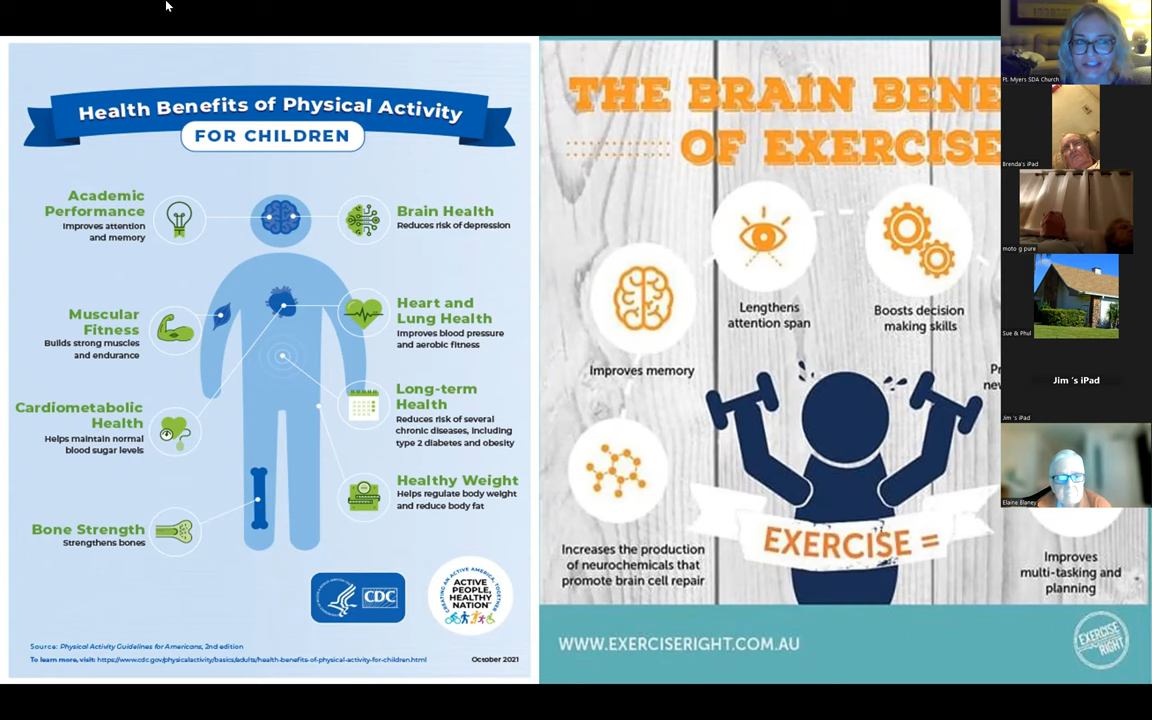 Health Benefits of Physical Activity
FOR CHILDREN
Academic
Performance
Improves attention
and memory
Brain Health
Reduces risk of depression
Muscular
Fitness
Builds strong muscles
and endurance
Heart and
Lung Health
Improves blood pressure
and aerobic fitness
Cardiometabolic
Health
Helps maintain normal
blood sugar levels
Long-term
Health
Reduces risk of several
chronic diseases, including
type 2 diabetes and obesity
Healthy Weight
Helps regulate body weight
and reduce body fat
Bone Strength
Strengthens bones
CDC
CREATING AN ACTIVE AMERICA, TOGETHER
ACTIVE
PEOPLE,
HEALTHY
NATION
Source: Physical Activity Guidelines for Americans, 2nd edition
To learn more, visit: https://www.cdc.gov/physicalactivity/basics/adults/health-benefits-of-physical-activity-for-children.html
October 2021
THE BRAIN BENE
OF EXERCISE
Lengthens
attention span
Boosts decision
making skills
Improves memory
Increases the production
of neurochemicals that
promote brain cell repair
EXERCISE =
Improves
multi-tasking and
planning
WWW.EXERCISERIGHT.COM.AU
EXERCISE
RIGHT
Ft. Myers SDA Church
Brenda's iPad
moto g pure
Sue & Phul
Jim 's iPad
Jim 's iPad
Elaine Blaney